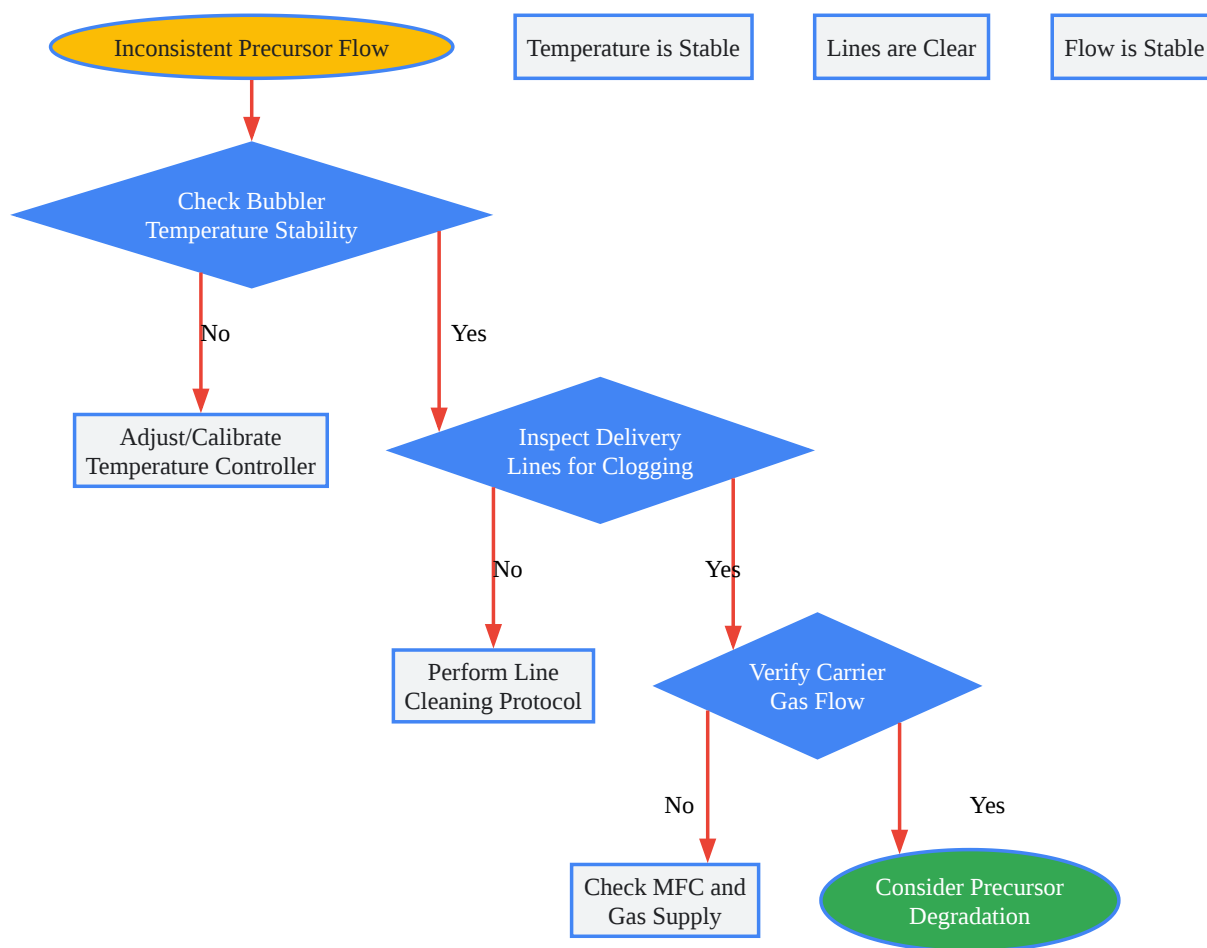 Inconsistent Precursor Flow
Temperature is Stable
Lines are Clear
Flow is Stable
Check Bubbler
Temperature Stability
No
Yes
Adjust/Calibrate
Temperature Controller
Inspect Delivery
Lines for Clogging
No
Yes
Perform Line
Cleaning Protocol
Verify Carrier
Gas Flow
No
Yes
Check MFC and
Gas Supply
Consider Precursor
Degradation